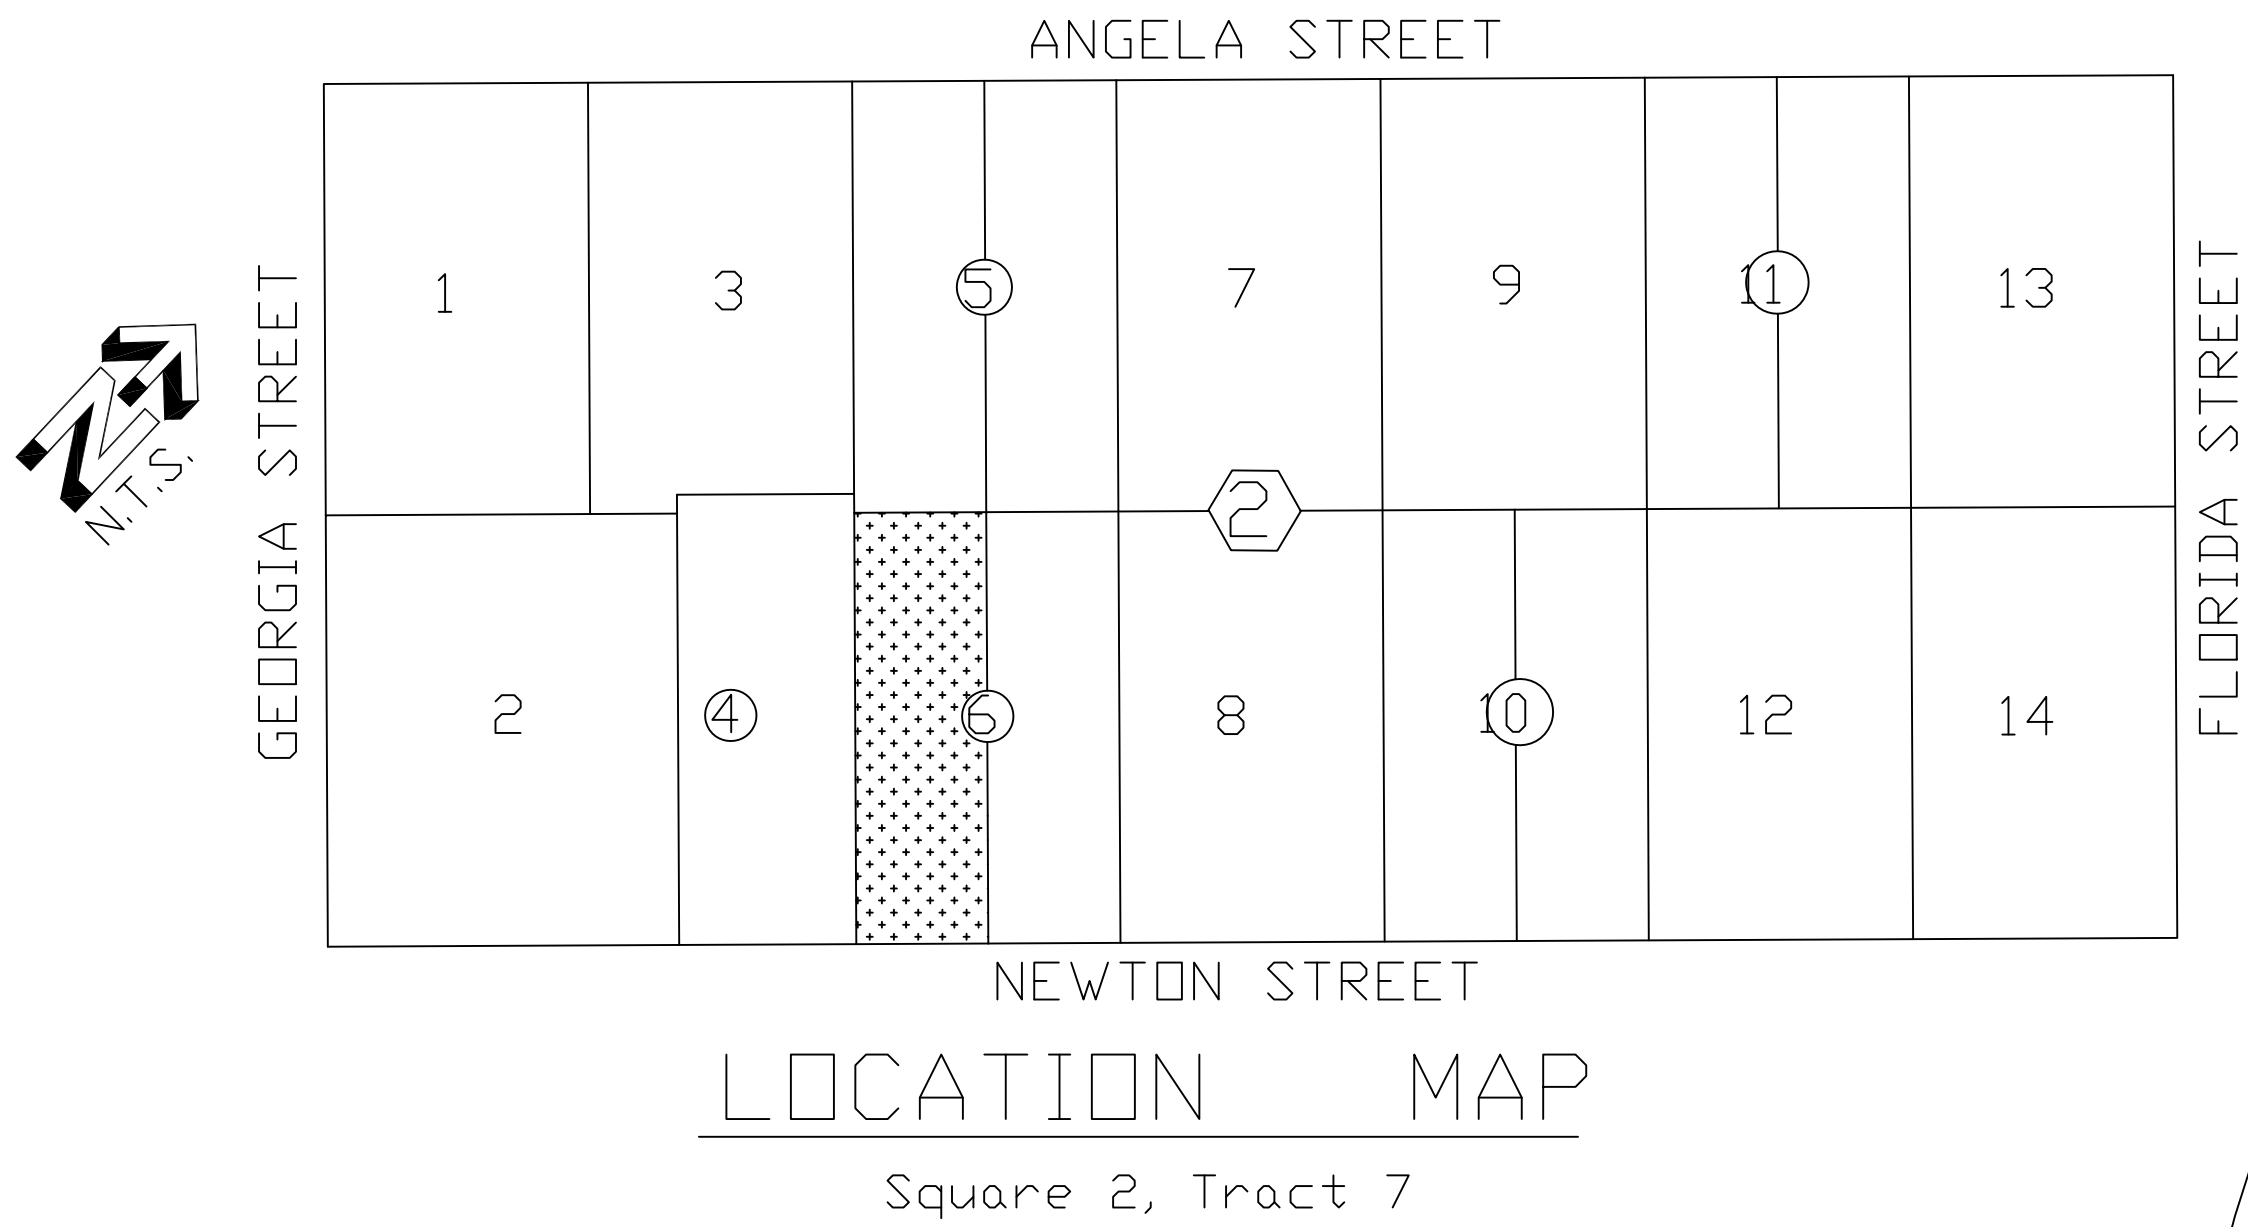 ANGELA STREET
1
3
5
7
9
11
13
GEORGIA STREET
FLORIDA STREET
N
N.T.S.
2
2
4
6
8
10
12
14
NEWTON STREET
LOCATION MAP
Square 2, Tract 7